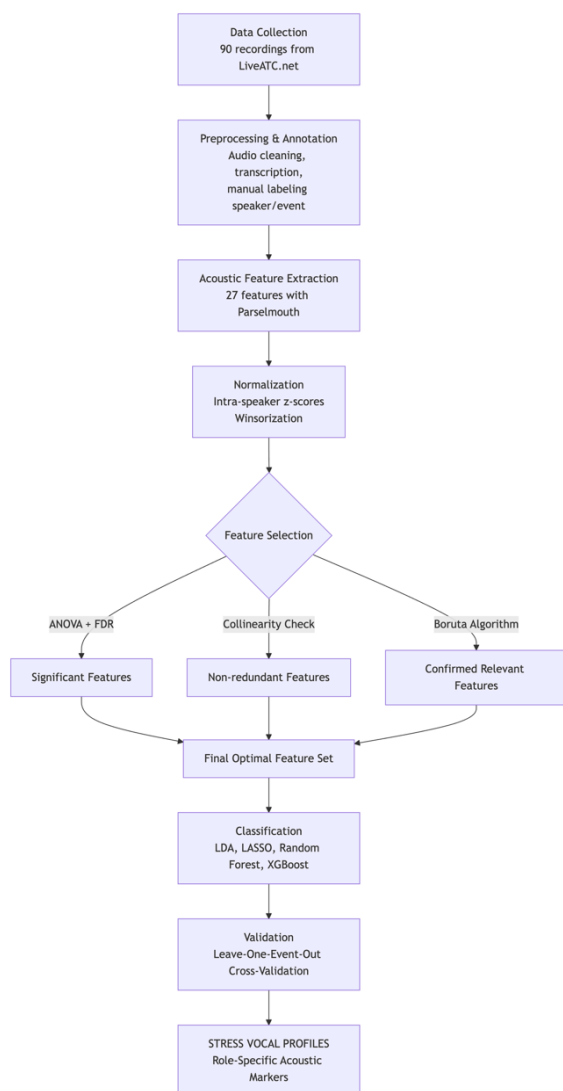 Data Collection
90 recordings from
LiveATC.net
Preprocessing & Annotation
Audio cleaning,
transcription,
manual labeling
speaker/event
Acoustic Feature Extraction
27 features with
Parselmouth
Normalization
Intra-speaker z-scores
Winsorization
Feature Selection
ANOVA + FDR
Collinearity Check
Boruta Algorithm
Significant Features
Non-redundant Features
Confirmed Relevant
Features
Final Optimal Feature Set
Classification
LDA, LASSO, Random
Forest, XGBoost
Validation
Leave-One-Event-Out
Cross-Validation
STRESS VOCAL PROFILES
Role-Specific Acoustic
Markers